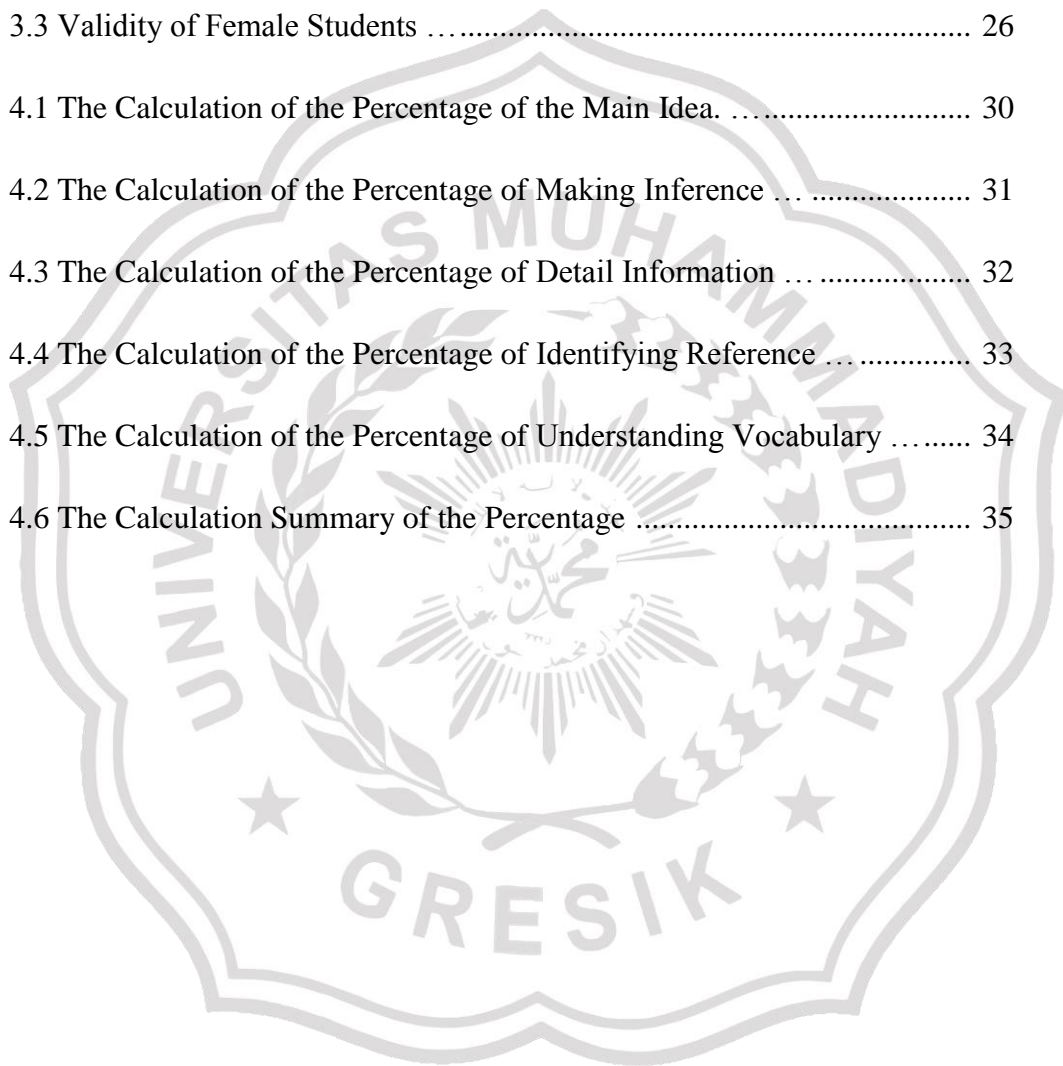 3.3 Validity of Female Students …............................................................ 26
4.1 The Calculation of the Percentage of the Main Idea. …......................... 30
4.2 The Calculation of the Percentage of Making Inference … ................... 31
4.3 The Calculation of the Percentage of Detail Information … .................. 32
4.4 The Calculation of the Percentage of Identifying Reference … ............. 33
4.5 The Calculation of the Percentage of Understanding Vocabulary …...... 34
4.6 The Calculation Summary of the Percentage ........................................ 35
UNIVERSITAS MUHAMMADIYAH
GRESIK